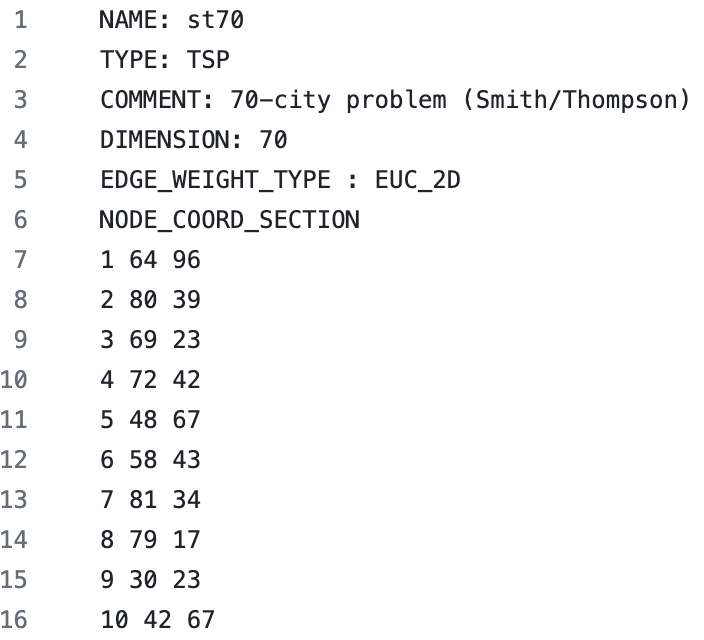 1 NAME: st70
2 TYPE: TSP
3 COMMENT: 70-city problem (Smith/Thompson)
4 DIMENSION: 70
5 EDGE_WEIGHT_TYPE : EUC_2D
6 NODE_COORD_SECTION
7 1 64 96
8 2 80 39
9 3 69 23
10 4 72 42
11 5 48 67
12 6 58 43
13 7 81 34
14 8 79 17
15 9 30 23
16 10 42 67